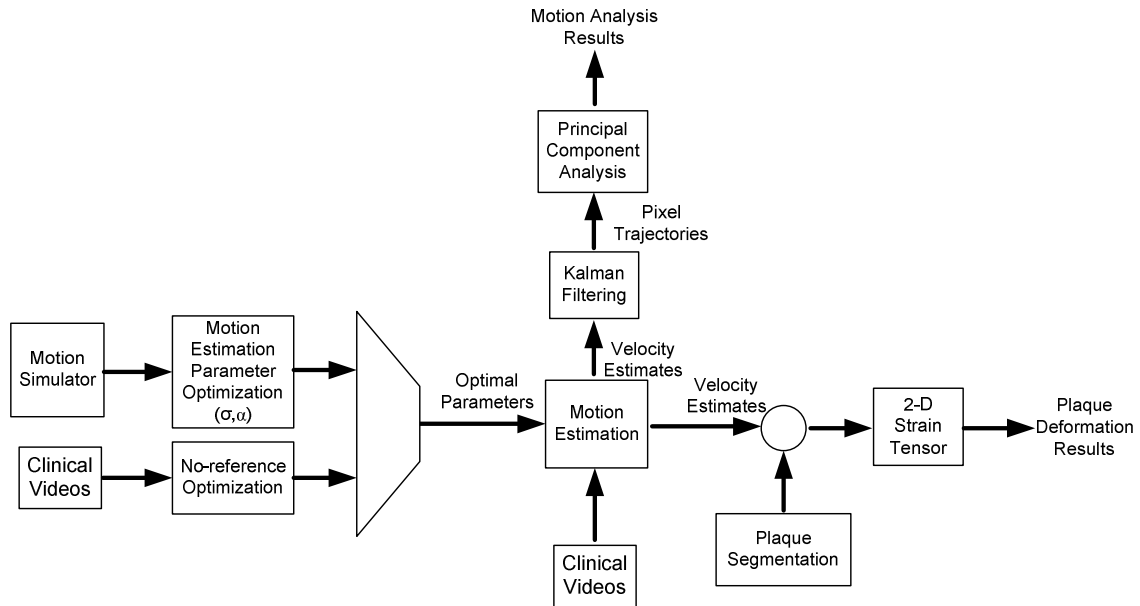 Motion Analysis
Results
Principal
Component
Analysis
Pixel
Trajectories
Kalman
Filtering
Velocity
Estimates
Motion
Simulator
Motion
Estimation
Parameter
Optimization
(σ,α)
Clinical
Videos
No-reference
Optimization
Optimal
Parameters
Motion
Estimation
Clinical
Videos
Velocity
Estimates
Plaque
Segmentation
2-D
Strain
Tensor
Plaque
Deformation
Results